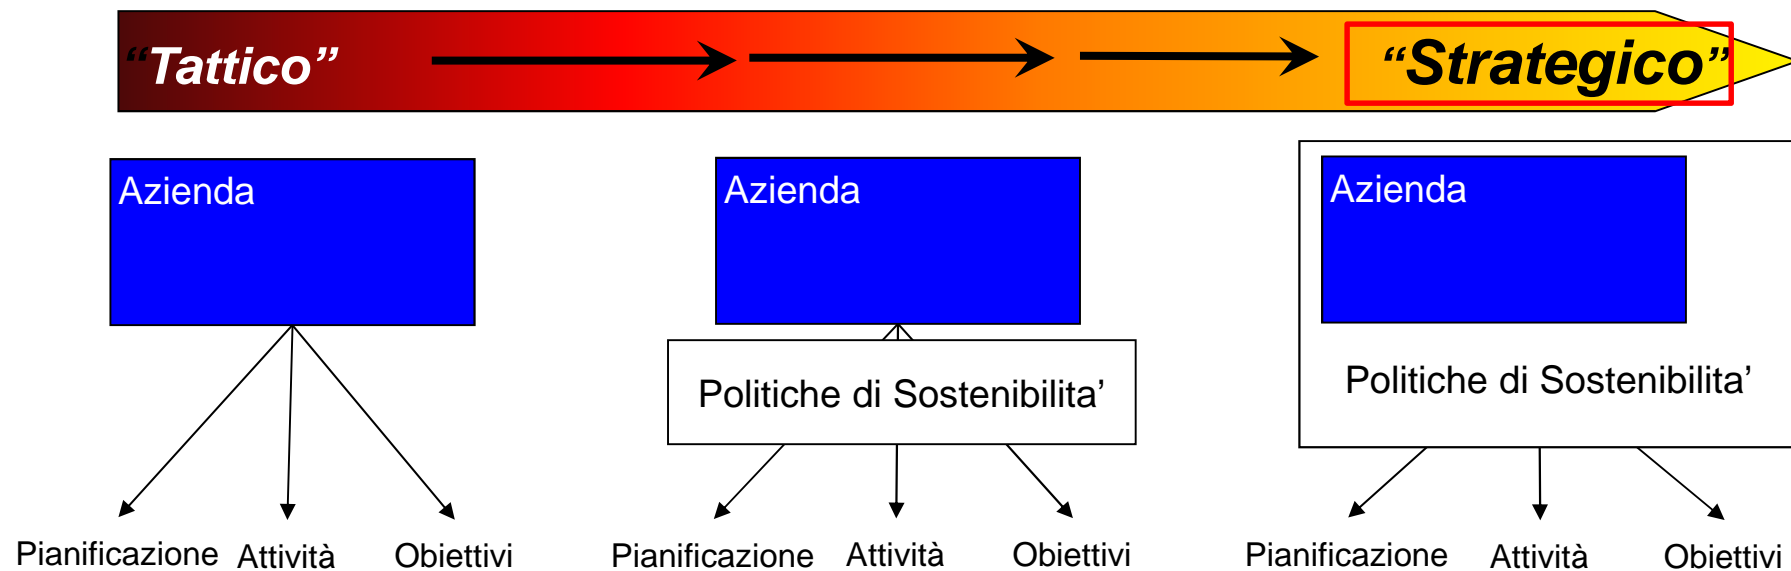 “Tattico” “Strategico”
Azienda Azienda Azienda
Politiche di Sostenibilita’ Politiche di Sostenibilita’
Pianificazione Attività Obiettivi Pianificazione Attività Obiettivi Pianificazione Attività Obiettivi